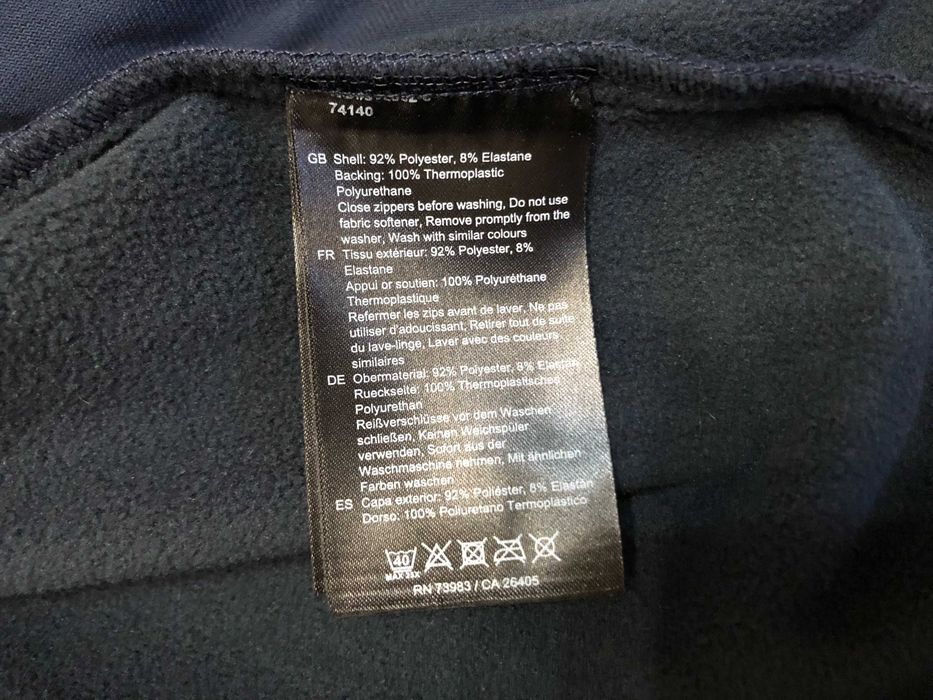 74140
GB Shell: 92% Polyester, 8% Elastane
Backing: 100% Thermoplastic
Polyurethane
Close zippers before washing, Do not use
fabric softener, Remove promptly from the
washer, Wash with similar colours
FR Tissu extérieur: 92% Polyester, 8%
Elastane
Appui or soutien: 100% Polyuréthane
Thermoplastique
Refermer les zips avant de laver, Ne pas
utiliser d'adoucissant, Retirer tout de suite
du lave-linge, Laver avec des couleurs
similaires
DE Obermaterial: 92% Polyester, 8% Elastan
Rueckseite: 100% Thermoplastisches
Polyurethan
Reißverschlüsse vor dem Waschen
schließen, Keinen Weichspüler
verwenden, Sofort aus der
Waschmaschine nehmen, Mit ähnlichen
Farben waschen
ES Capa exterior: 92% Poliéster, 8% Elastán
Dorso: 100% Poliuretano Termoplástico
40
MAX 25X
RN 73983 / CA 26405